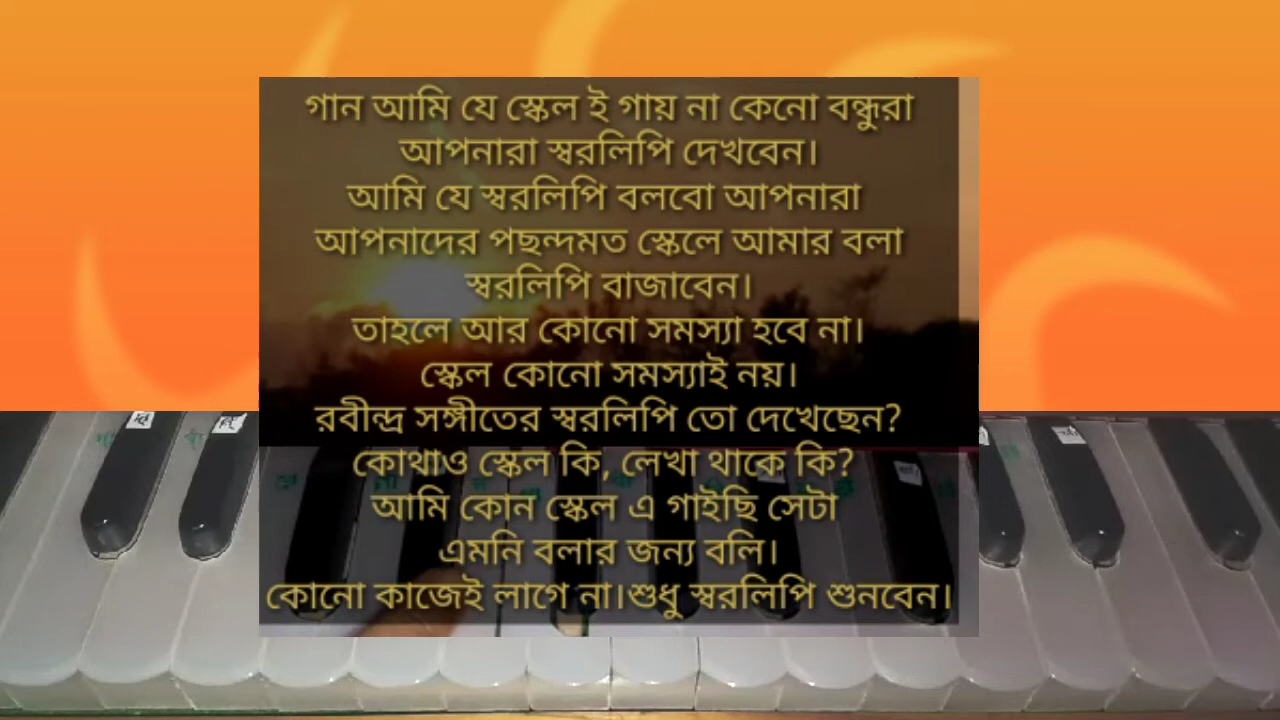 গান আমি যে স্কেল ই গায় না কেনো বন্ধুরা
আপনারা স্বরলিপি দেখবেন।
আমি যে স্বরলিপি বলবো আপনারা
আপনাদের পছন্দমত স্কেলে আমার বলা
স্বরলিপি বাজাবেন।
তাহলে আর কোনো সমস্যা হবে না।
স্কেল কোনো সমস্যাই নয়।
রবীন্দ্র সঙ্গীতের স্বরলিপি তো দেখেছেন?
কোথাও স্কেল কি, লেখা থাকে কি?
আমি কোন স্কেল এ গাইছি সেটা
এমনি বলার জন্য বলি।
কোনো কাজেই লাগে না।শুধু স্বরলিপি শুনবেন।